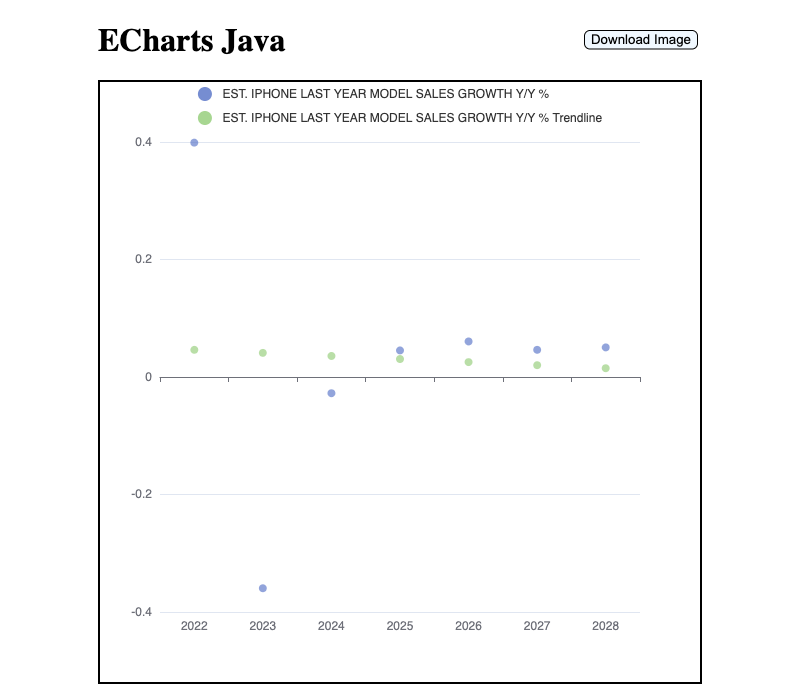 ECharts Java
Download Image
EST. IPHONE LAST YEAR MODEL SALES GROWTH Y/Y %
EST. IPHONE LAST YEAR MODEL SALES GROWTH Y/Y % Trendline
0.4
0.2
0
-0.2
-0.4
2022 2023 2024 2025 2026 2027 2028